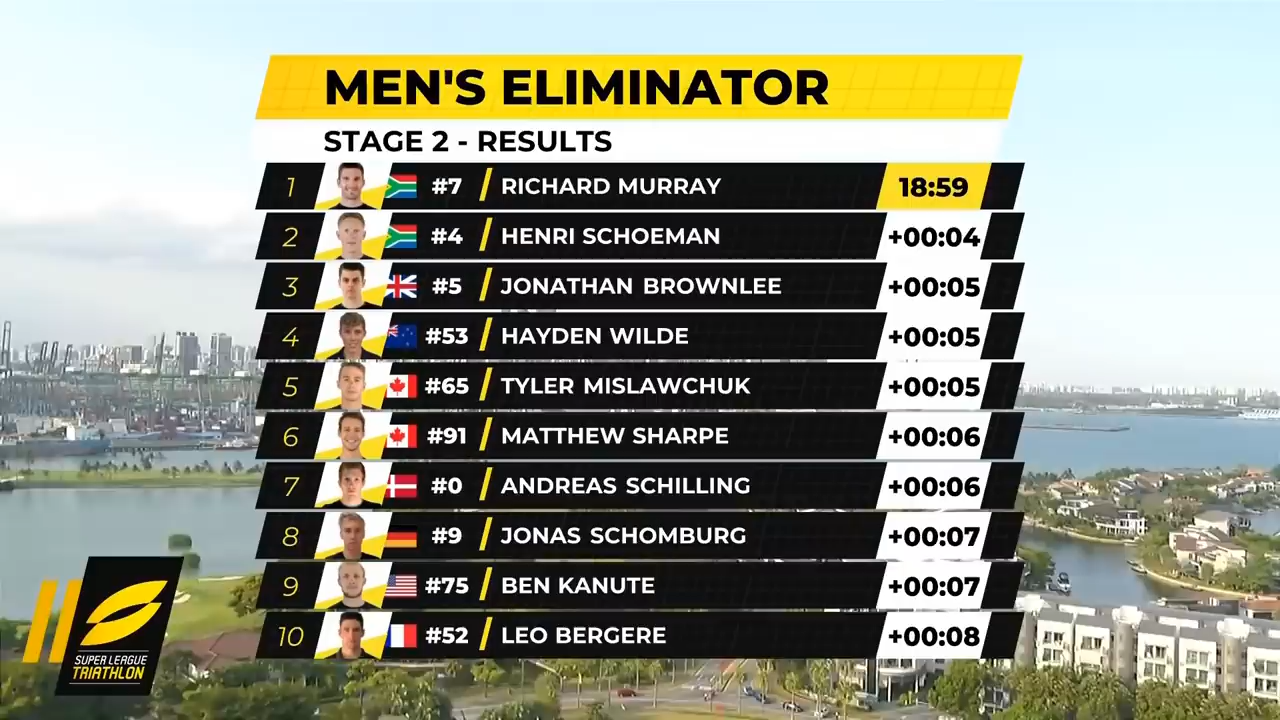 MEN'S ELIMINATOR
STAGE 2 - RESULTS
1 #7 / RICHARD MURRAY 18:59
2 #4 / HENRI SCHOEMAN +00:04
3 #5 / JONATHAN BROWNLEE +00:05
4 #53 / HAYDEN WILDE +00:05
5 #65 / TYLER MISLAWCHUK +00:05
6 #91 / MATTHEW SHARPE +00:06
7 #0 / ANDREAS SCHILLING +00:06
8 #9 / JONAS SCHOMBURG +00:07
9 #75 / BEN KANUTE +00:07
10 #52 / LEO BERGERE +00:08
SUPER LEAGUE
TRIATHLON